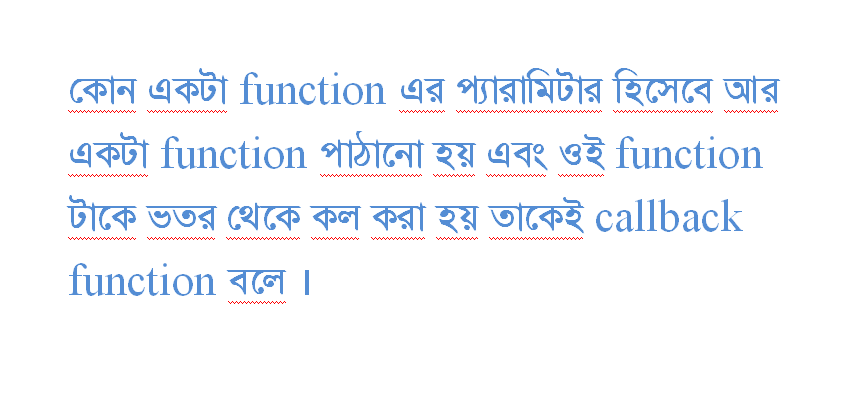 কোন একটা function এর প্যারামিটার হিসেবে আর
একটা function পাঠানো হয় এবং ওই function
টাকে ভতর থেকে কল করা হয় তাকেই callback
function বলে ।